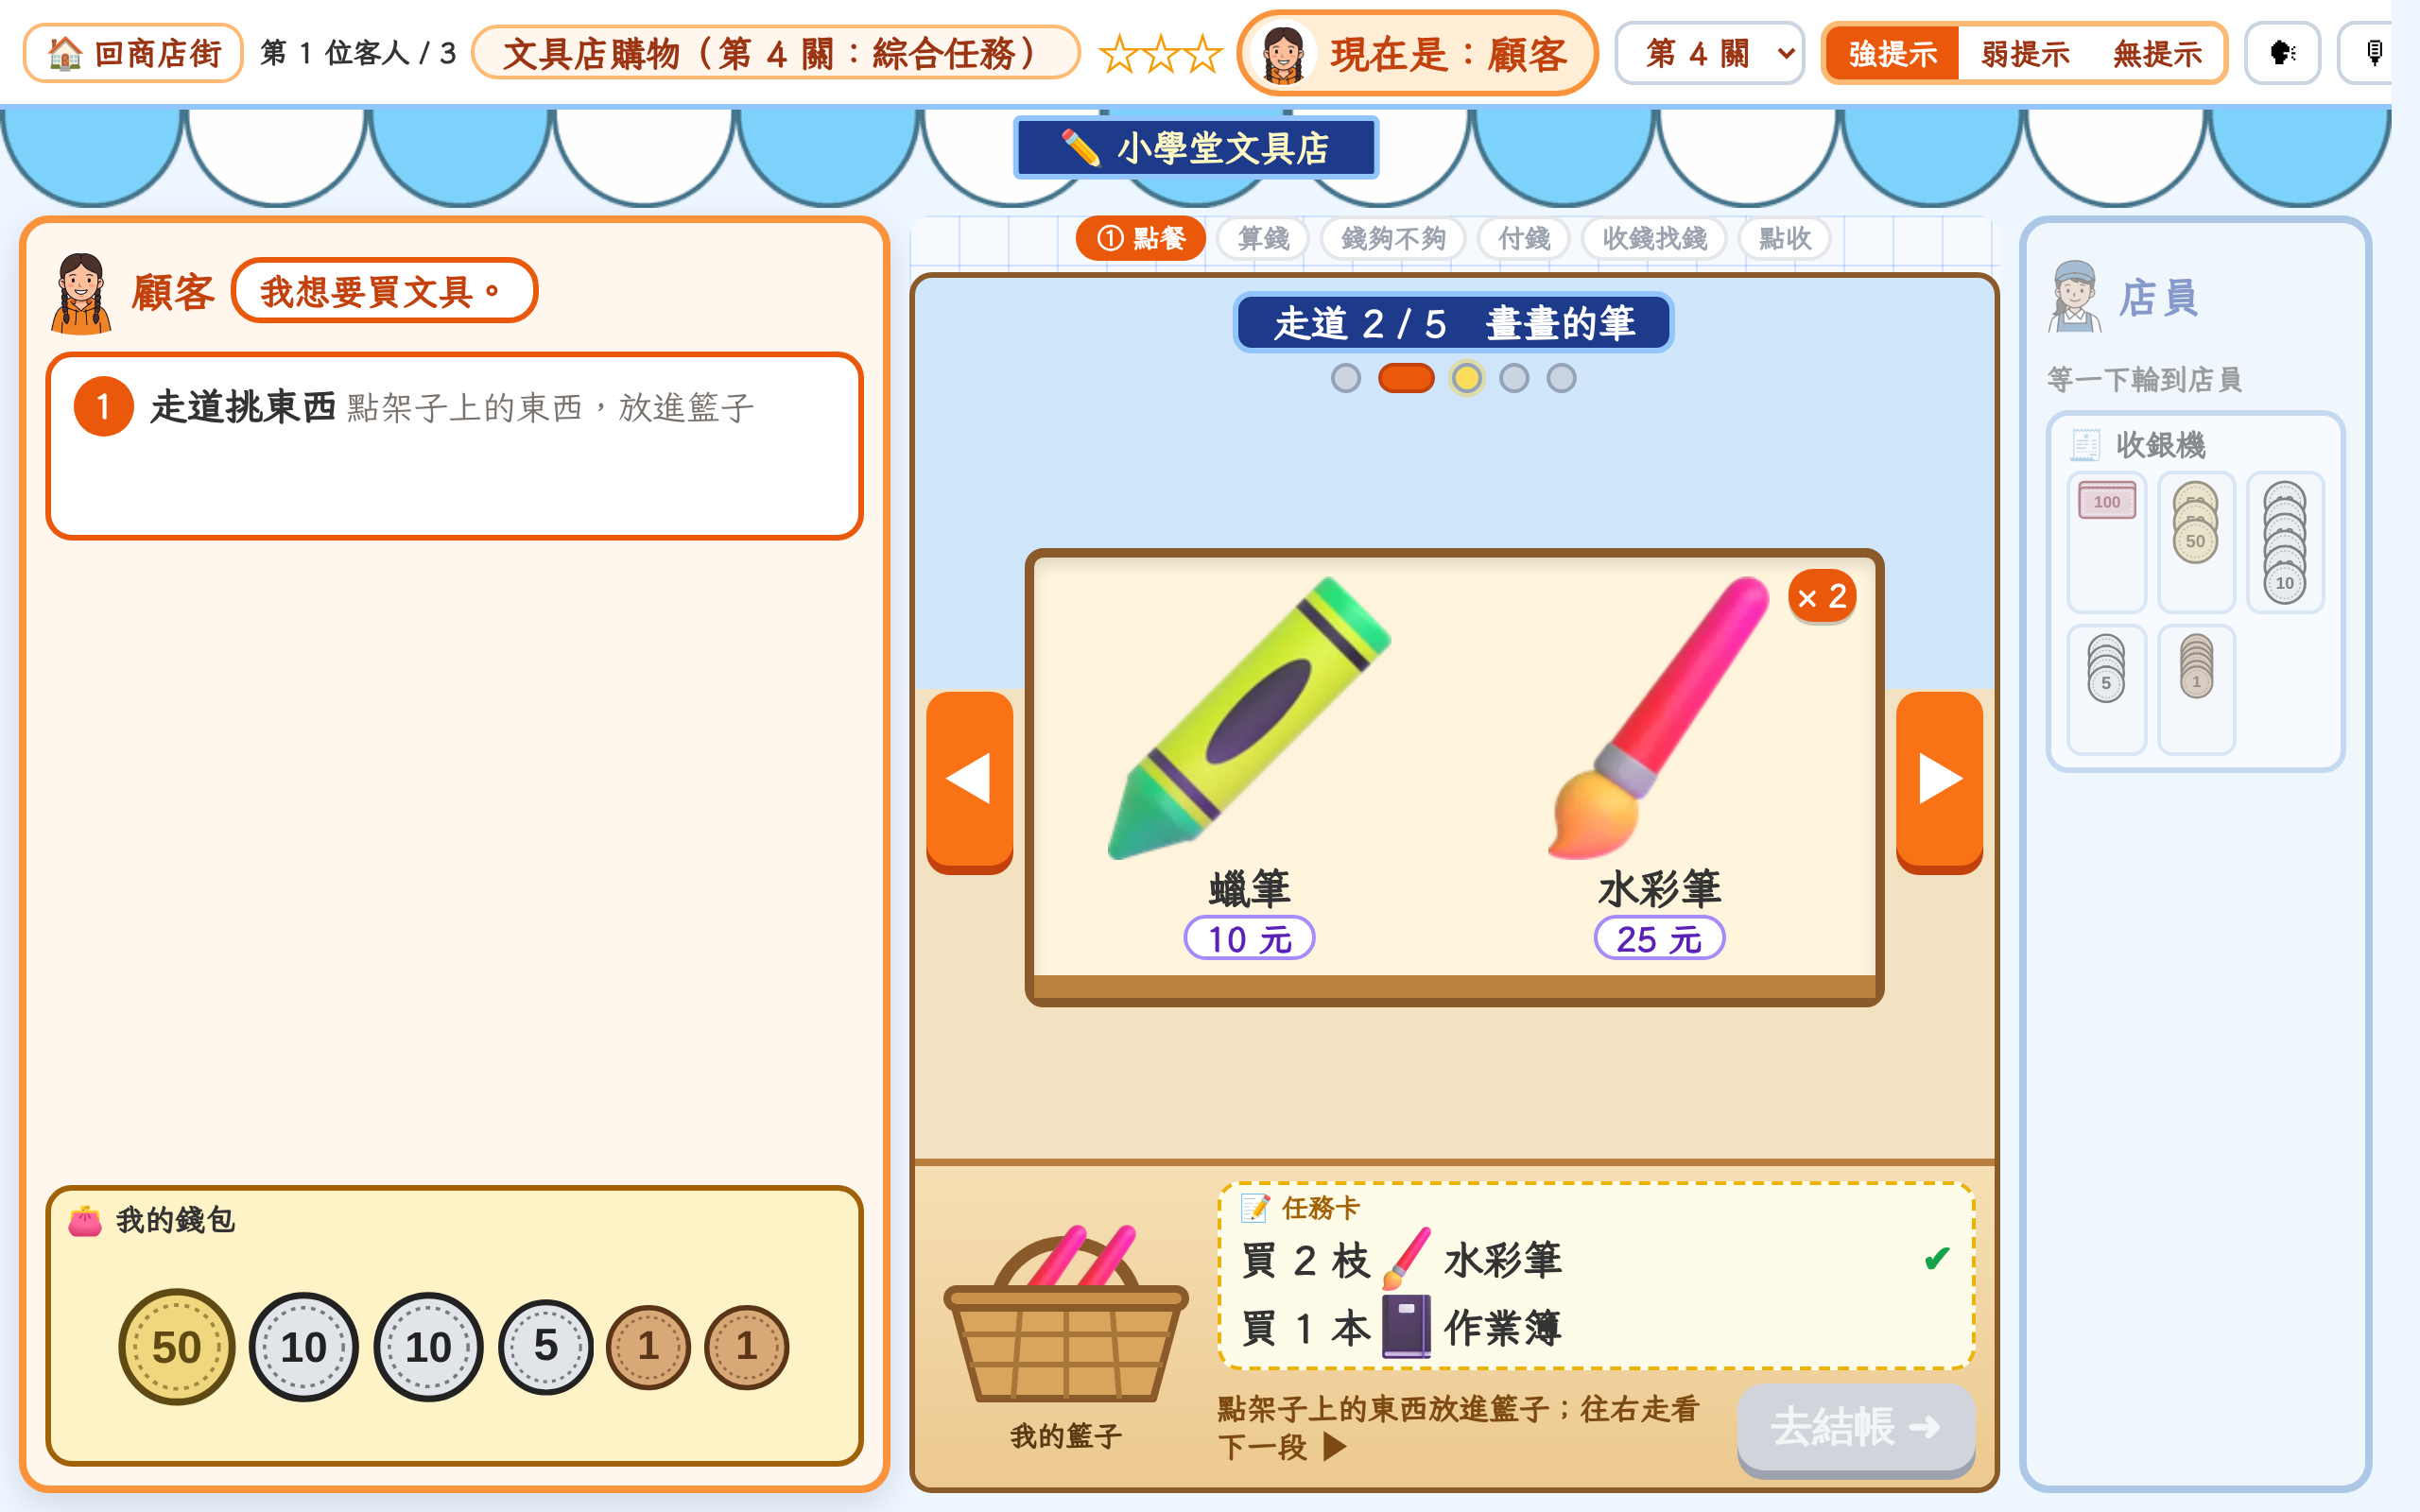 回商店街
第 1 位客人 / 3
文具店購物（第 4 關：綜合任務）
現在是：顧客
第 4 關
強提示
弱提示
無提示
小學堂文具店
顧客
我想要買文具。
1 走道挑東西 點架子上的東西，放進籃子
我的錢包
50 10 10 5 1 1
① 點餐
算錢
錢夠不夠
付錢
收錢找錢
點收
走道 2 / 5 畫畫的筆
× 2
蠟筆
10 元
水彩筆
25 元
我的籃子
任務卡
買 2 枝 水彩筆 ✔
買 1 本 作業簿
點架子上的東西放進籃子；往右走看
下一段 ▶
去結帳 ➜
店員
等一下輪到店員
收銀機
100
50
10
5
1